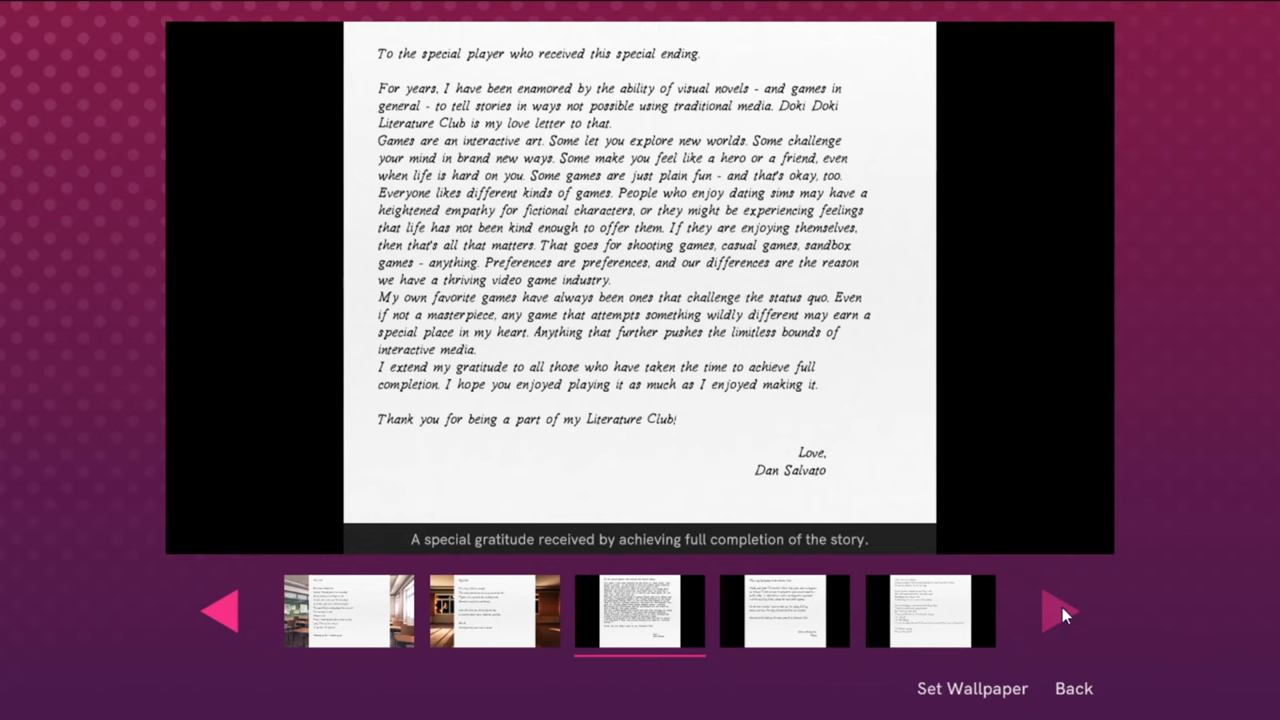 To the special player who received this special ending.
For years, I have been enamored by the ability of visual novels - and games in
general - to tell stories in ways not possible using traditional media. Doki Doki
Literature Club is my love letter to that.
Games are an interactive art. Some let you explore new worlds. Some challenge
your mind in brand new ways. Some make you feel like a hero or a friend, even
when life is hard on you. Some games are just plain fun - and that's okay, too.
Everyone likes different kinds of games. People who enjoy dating sims may have a
heightened empathy for fictional characters, or they might be experiencing feelings
that life has not been kind enough to offer them. If they are enjoying themselves,
then that's all that matters. That goes for shooting games, casual games, sandbox
games - anything. Preferences are preferences, and our differences are the reason
we have a thriving video game industry.
My own favorite games have always been ones that challenge the status quo. Even
if not a masterpiece, any game that attempts something wildly different may earn a
special place in my heart. Anything that further pushes the limitless bounds of
interactive media.
I extend my gratitude to all those who have taken the time to achieve full
completion. I hope you enjoyed playing it as much as I enjoyed making it.
Thank you for being a part of my Literature Club!
Love,
Dan Salvato
A special gratitude received by achieving full completion of the story.
Set Wallpaper
Back